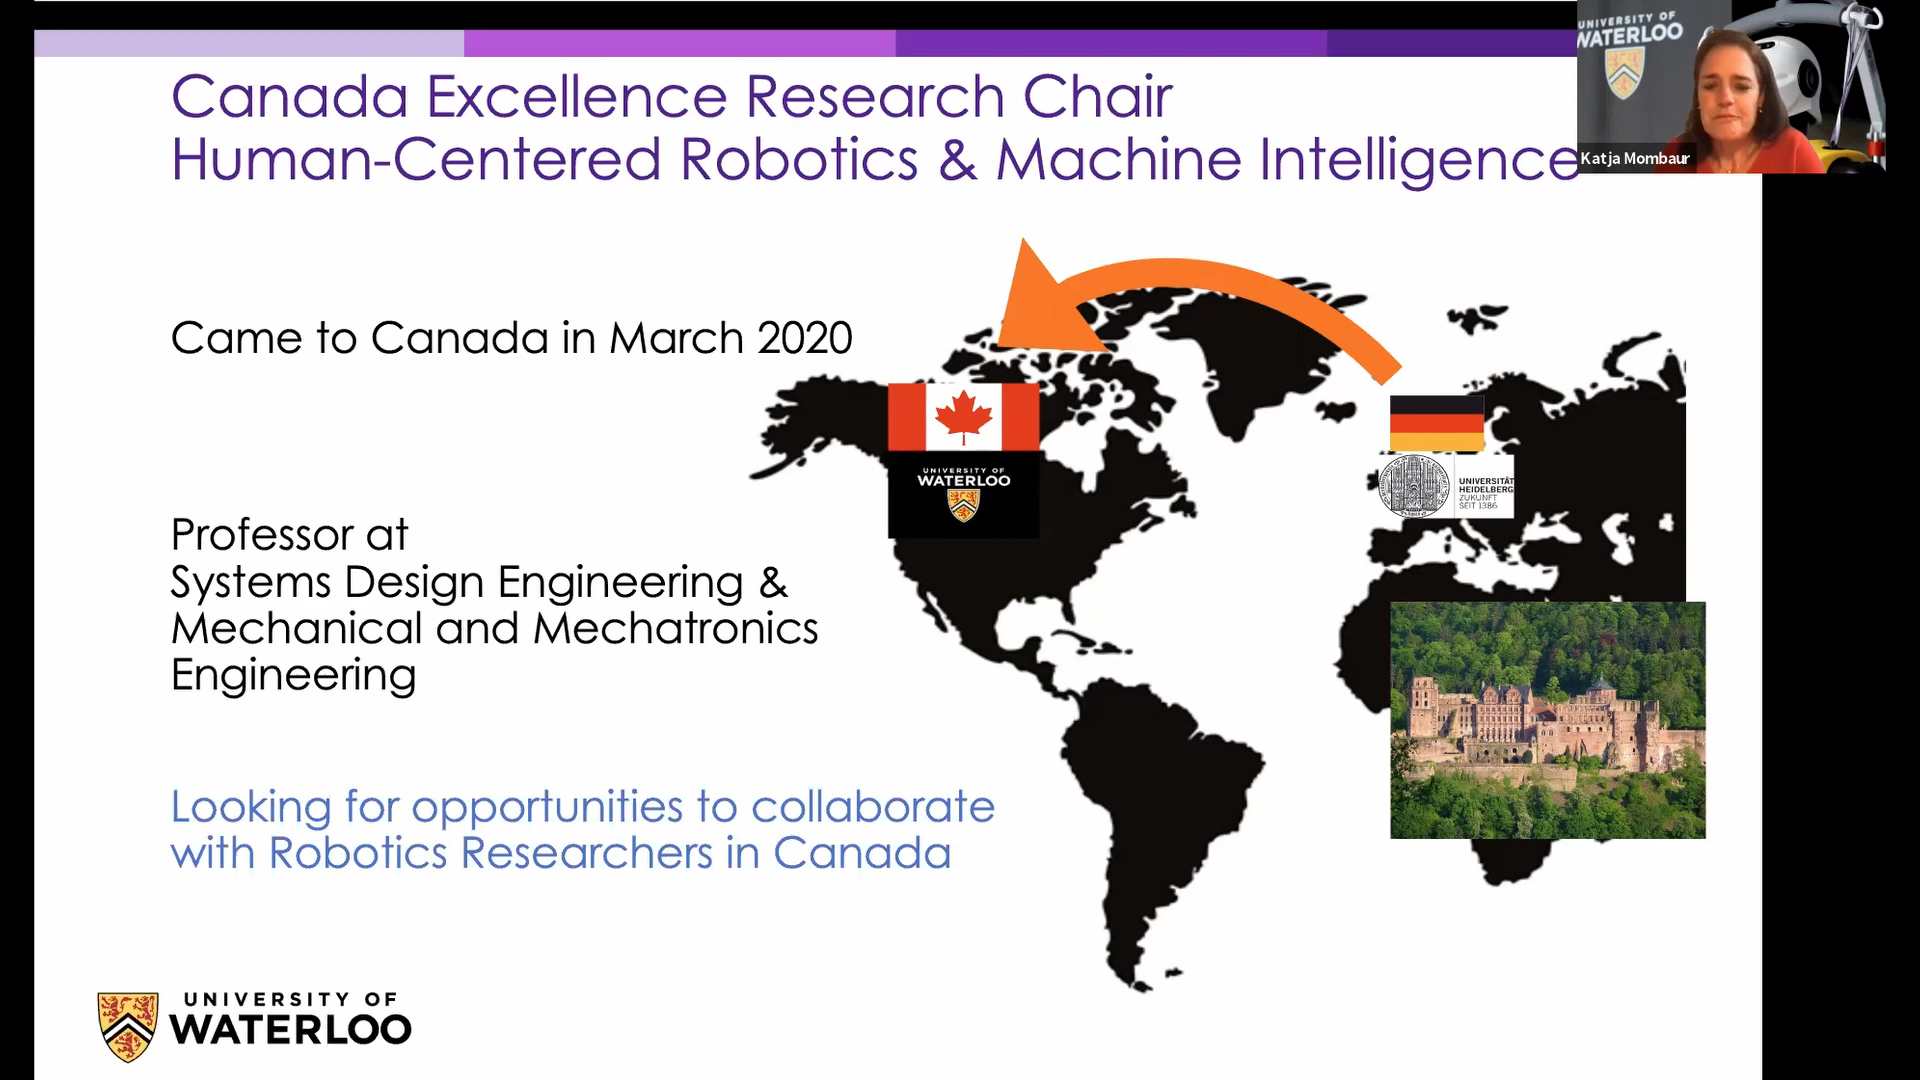 Canada Excellence Research Chair
Human-Centered Robotics & Machine Intelligence
UNIVERSITY OF
WATERLOO
Katja Mombaur
Came to Canada in March 2020
UNIVERSITY OF
WATERLOO
UNIVERSITÄT
HEIDELBERG
ZUKUNFT
SEIT 1386
Professor at
Systems Design Engineering &
Mechanical and Mechatronics
Engineering
Looking for opportunities to collaborate
with Robotics Researchers in Canada
UNIVERSITY OF
WATERLOO